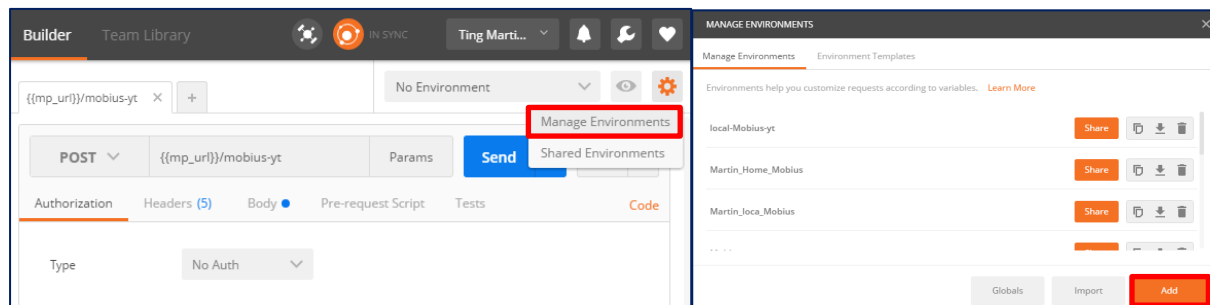 Builder Team Library IN SYNC Ting Marti...
{{mp_url}}/mobius-yt × + No Environment
Manage Environments
Shared Environments
POST {{mp_url}}/mobius-yt Params Send
Authorization Headers (5) Body Pre-request Script Tests Code
Type No Auth
MANAGE ENVIRONMENTS
Manage Environments Environment Templates
Environments help you customize requests according to variables. Learn More
local-Mobius-yt Share
Martin_Home_Mobius Share
Martin_loca_Mobius Share
Globals Import Add